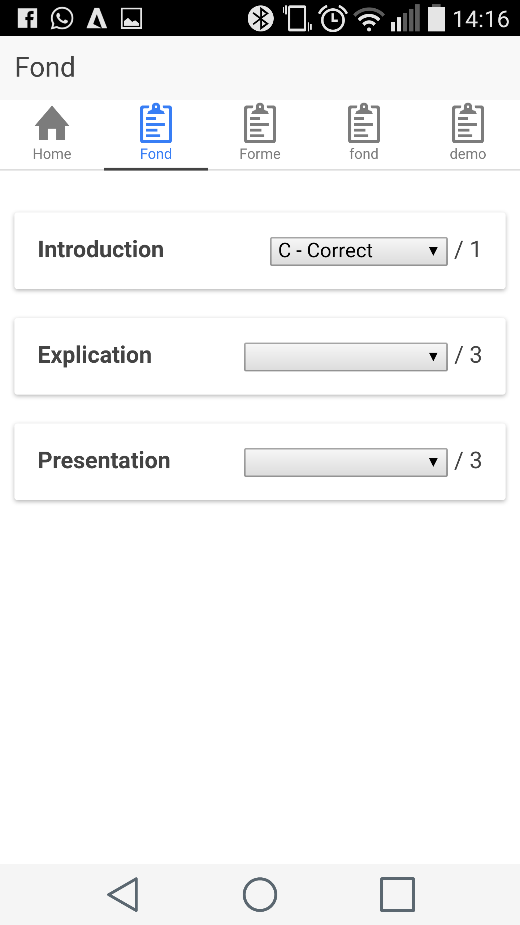 14:16
Fond
Home Fond Forme fond demo
Introduction C - Correct / 1
Explication / 3
Presentation / 3